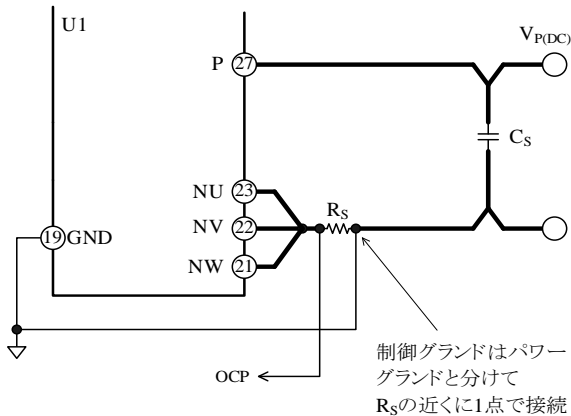 U1
V_P(DC)
P 27
C_S
NU 23
R_S
19 GND
NV 22
NW 21
制御グランドはパワー
グランドと分けて
R_Sの近くに1点で接続
OCP